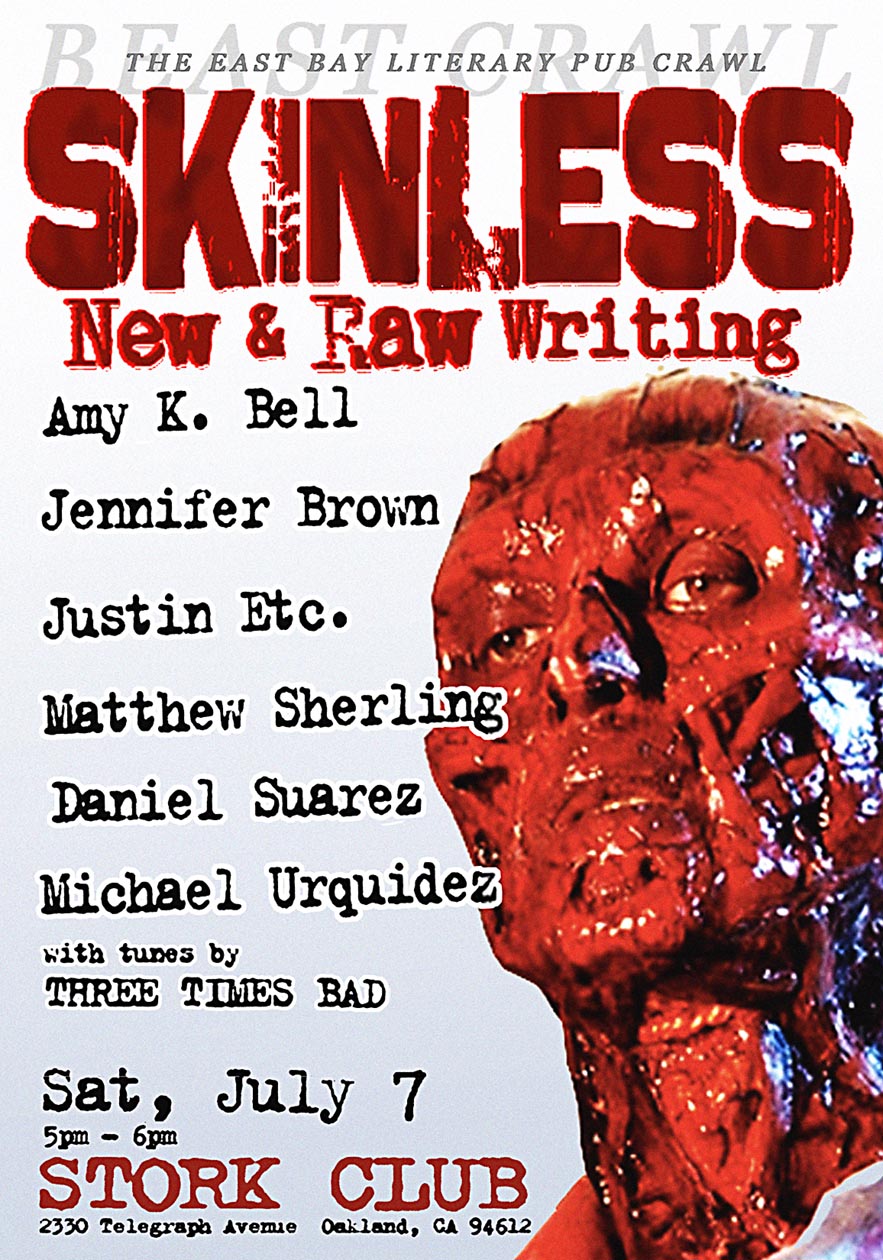 BEAST CRAWL
THE EAST BAY LITERARY PUB CRAWL
SKINLESS
New & Raw Writing
Amy K. Bell
Jennifer Brown
Justin Etc.
Matthew Sherling
Daniel Suarez
Michael Urquidez
with tunes by
THREE TIMES BAD
Sat, July 7
5pm - 6pm
STORK CLUB
2330 Telegraph Avenue Oakland, CA 94612